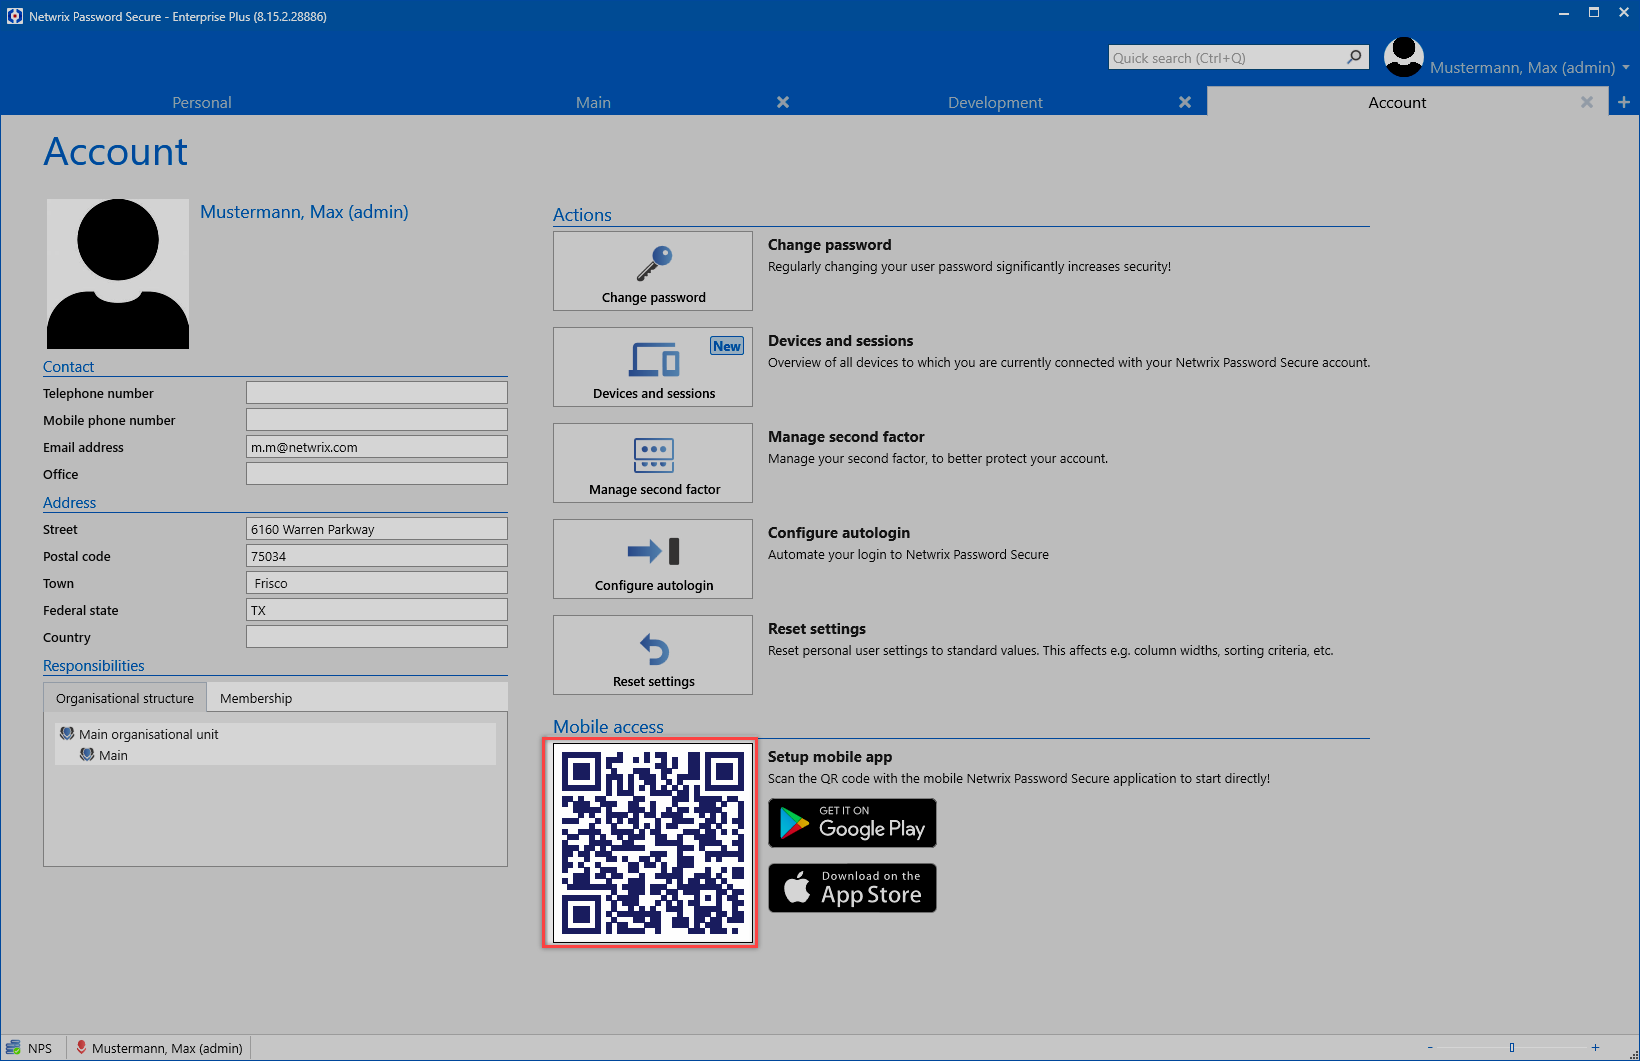 Netwrix Password Secure - Enterprise Plus (8.15.2.28886)
Quick search (Ctrl+Q)
Mustermann, Max (admin)
Personal
Main
Development
Account
Account
Mustermann, Max (admin)
Contact
Telephone number
Mobile phone number
Email address
m.m@netwrix.com
Office
Address
Street
6160 Warren Parkway
Postal code
75034
Town
Frisco
Federal state
TX
Country
Responsibilities
Organisational structure
Membership
Main organisational unit
Main
Actions
Change password
Change password
Regularly changing your user password significantly increases security!
New
Devices and sessions
Devices and sessions
Overview of all devices to which you are currently connected with your Netwrix Password Secure account.
Manage second factor
Manage second factor
Manage your second factor, to better protect your account.
Configure autologin
Configure autologin
Automate your login to Netwrix Password Secure
Reset settings
Reset settings
Reset personal user settings to standard values. This affects e.g. column widths, sorting criteria, etc.
Mobile access
Setup mobile app
Scan the QR code with the mobile Netwrix Password Secure application to start directly!
GET IT ON
Google Play
Download on the
App Store
NPS
Mustermann, Max (admin)